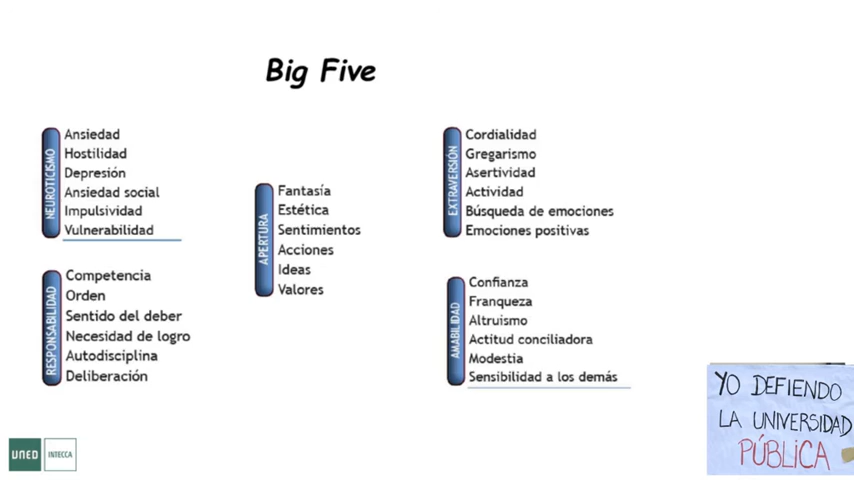 Big Five
NEUROTICISMO
Ansiedad
Hostilidad
Depresión
Ansiedad social
Impulsividad
Vulnerabilidad
RESPONSABILIDAD
Competencia
Orden
Sentido del deber
Necesidad de logro
Autodisciplina
Deliberación
APERTURA
Fantasía
Estética
Sentimientos
Acciones
Ideas
Valores
EXTRAVERSIÓN
Cordialidad
Gregarismo
Asertividad
Actividad
Búsqueda de emociones
Emociones positivas
AMABILIDAD
Confianza
Franqueza
Altruismo
Actitud conciliadora
Modestia
Sensibilidad a los demás
UNED
INTECCA
YO DEFIENDO
LA UNIVERSIDAD
PÚBLICA